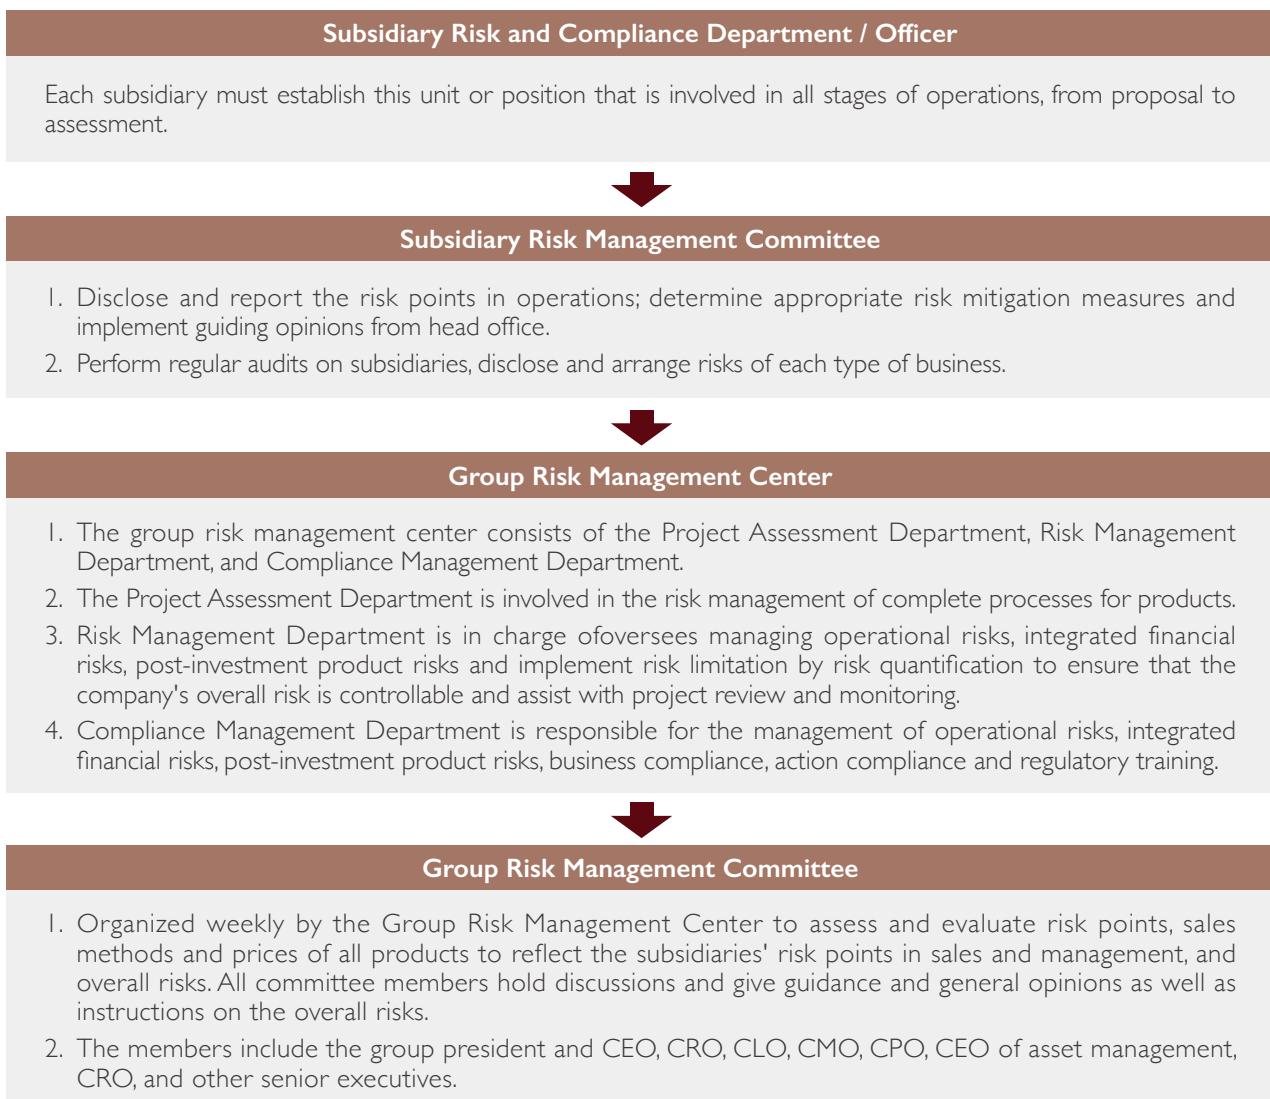 Subsidiary Risk and Compliance Department / Officer
Each subsidiary must establish this unit or position that is involved in all stages of operations, from proposal to
assessment.
Subsidiary Risk Management Committee
1. Disclose and report the risk points in operations; determine appropriate risk mitigation measures and
implement guiding opinions from head office.
2. Perform regular audits on subsidiaries, disclose and arrange risks of each type of business.
Group Risk Management Center
1. The group risk management center consists of the Project Assessment Department, Risk Management
Department, and Compliance Management Department.
2. The Project Assessment Department is involved in the risk management of complete processes for products.
3. Risk Management Department is in charge ofoversees managing operational risks, integrated financial
risks, post-investment product risks and implement risk limitation by risk quantification to ensure that the
company's overall risk is controllable and assist with project review and monitoring.
4. Compliance Management Department is responsible for the management of operational risks, integrated
financial risks, post-investment product risks, business compliance, action compliance and regulatory training.
Group Risk Management Committee
1. Organized weekly by the Group Risk Management Center to assess and evaluate risk points, sales
methods and prices of all products to reflect the subsidiaries' risk points in sales and management, and
overall risks. All committee members hold discussions and give guidance and general opinions as well as
instructions on the overall risks.
2. The members include the group president and CEO, CRO, CLO, CMO, CPO, CEO of asset management,
CRO, and other senior executives.